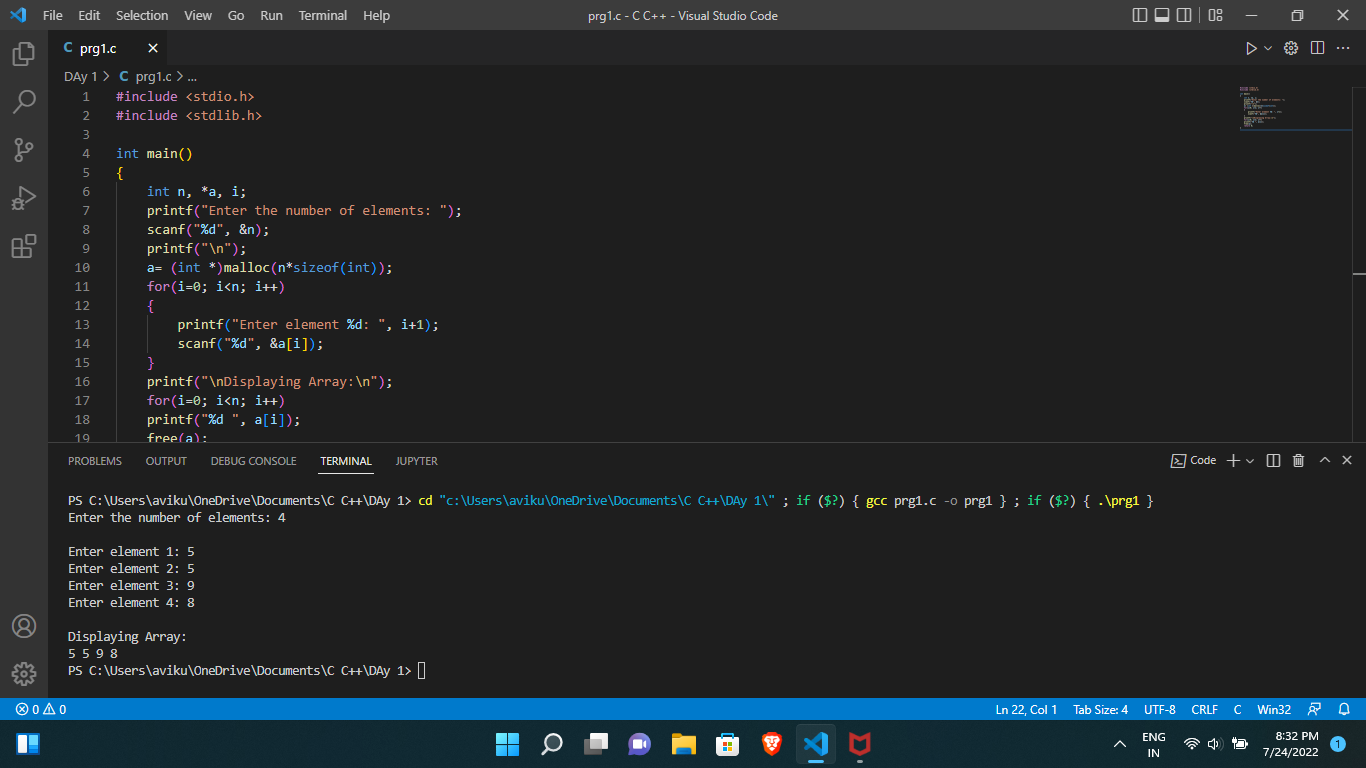 File Edit Selection View Go Run Terminal Help prg1.c - C C++ - Visual Studio Code
C prg1.c
DAy 1 > C prg1.c > ...
1 #include <stdio.h>
2 #include <stdlib.h>
3
4 int main()
5 {
6 int n, *a, i;
7 printf("Enter the number of elements: ");
8 scanf("%d", &n);
9 printf("\n");
10 a= (int *)malloc(n*sizeof(int));
11 for(i=0; i<n; i++)
12 {
13 printf("Enter element %d: ", i+1);
14 scanf("%d", &a[i]);
15 }
16 printf("\nDisplaying Array:\n");
17 for(i=0; i<n; i++)
18 printf("%d ", a[i]);
19 free(a);
PROBLEMS OUTPUT DEBUG CONSOLE TERMINAL JUPYTER Code
PS C:\Users\aviku\OneDrive\Documents\C C++\DAy 1> cd "c:\Users\aviku\OneDrive\Documents\C C++\DAy 1\" ; if ($?) { gcc prg1.c -o prg1 } ; if ($?) { .\prg1 }
Enter the number of elements: 4
Enter element 1: 5
Enter element 2: 5
Enter element 3: 9
Enter element 4: 8
Displaying Array:
5 5 9 8
PS C:\Users\aviku\OneDrive\Documents\C C++\DAy 1>
0 0 Ln 22, Col 1 Tab Size: 4 UTF-8 CRLF C Win32
ENG 8:32 PM
IN 7/24/2022 1